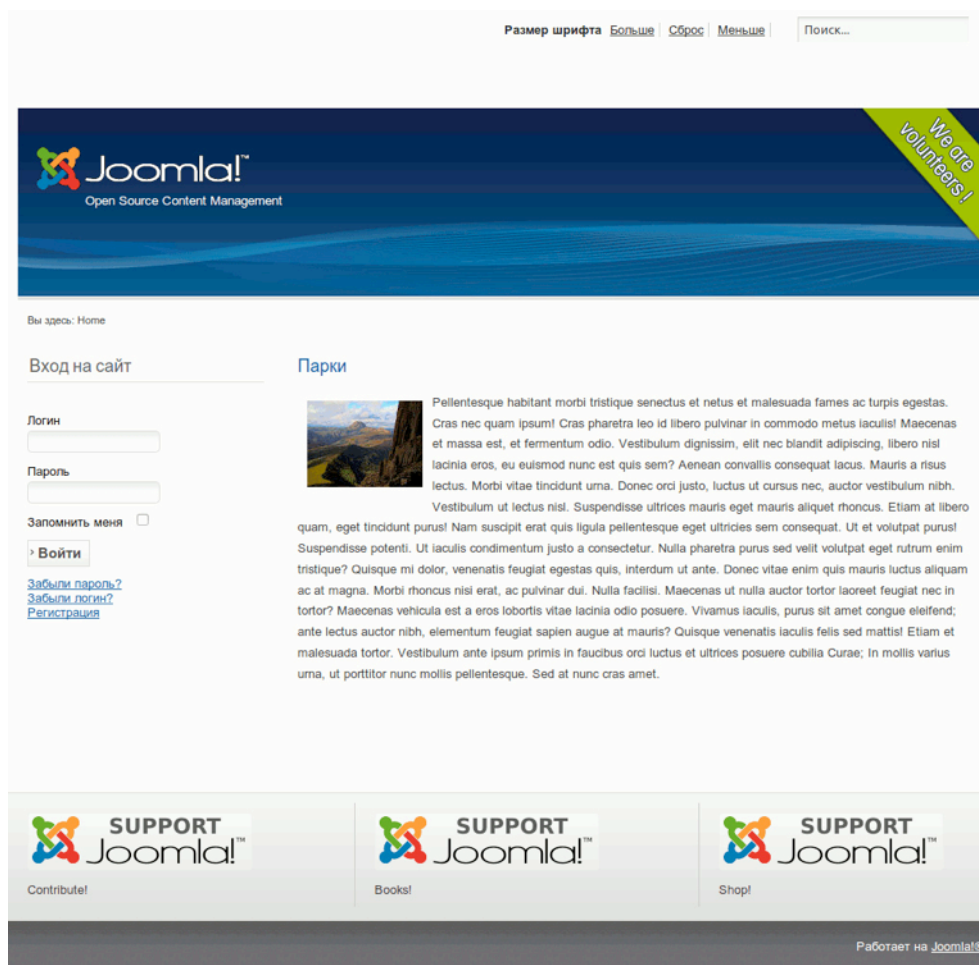 Размер шрифта Больше Сброс Меньше Поиск...
We are
volunteers!
Joomla!™
Open Source Content Management
Вы здесь: Home
Вход на сайт
Логин
Пароль
Запомнить меня
Войти
Забыли пароль?
Забыли логин?
Регистрация
Парки
Pellentesque habitant morbi tristique senectus et netus et malesuada fames ac turpis egestas.
Cras nec quam ipsum! Cras pharetra leo id libero pulvinar in commodo metus iaculis! Maecenas
et massa est, et fermentum odio. Vestibulum dignissim, elit nec blandit adipiscing, libero nisl
lacinia eros, eu euismod nunc est quis sem? Aenean convallis consequat lacus. Mauris a risus
lectus. Morbi vitae tincidunt urna. Donec orci justo, luctus ut cursus nec, auctor vestibulum nibh.
Vestibulum ut lectus nisl. Suspendisse ultrices mauris eget mauris aliquet rhoncus. Etiam at libero
quam, eget tincidunt purus! Nam suscipit erat quis ligula pellentesque eget ultricies sem consequat. Ut et volutpat purus!
Suspendisse potenti. Ut iaculis condimentum justo a consectetur. Nulla pharetra purus sed velit volutpat eget rutrum enim
tristique? Quisque mi dolor, venenatis feugiat egestas quis, interdum ut ante. Donec vitae enim quis mauris luctus aliquam
ac at magna. Morbi rhoncus nisi erat, ac pulvinar dui. Nulla facilisi. Maecenas ut nulla auctor tortor laoreet feugiat nec in
tortor? Maecenas vehicula est a eros lobortis vitae lacinia odio posuere. Vivamus iaculis, purus sit amet congue eleifend;
ante lectus auctor nibh, elementum feugiat sapien augue at mauris? Quisque venenatis iaculis felis sed mattis! Etiam et
malesuada tortor. Vestibulum ante ipsum primis in faucibus orci luctus et ultrices posuere cubilia Curae; In mollis varius
urna, ut porttitor nunc mollis pellentesque. Sed at nunc cras amet.
SUPPORT
Joomla!™
Contribute!
SUPPORT
Joomla!™
Books!
SUPPORT
Joomla!™
Shop!
Работает на Joomla!®